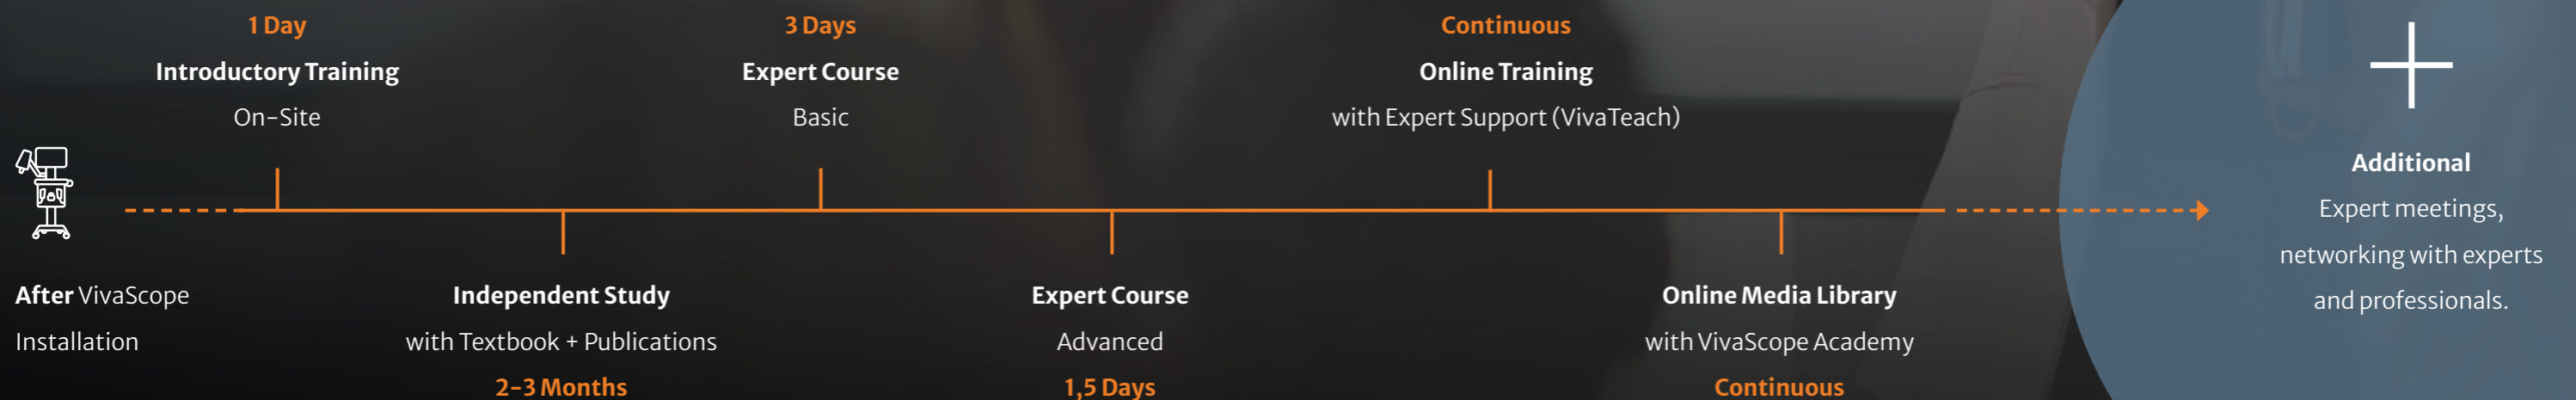 1 Day
Introductory Training
On-Site
3 Days
Expert Course
Basic
Continuous
Online Training
with Expert Support (VivaTeach)
After VivaScope
Installation
Independent Study
with Textbook + Publications
2-3 Months
Expert Course
Advanced
1,5 Days
Online Media Library
with VivaScope Academy
Continuous
Additional
Expert meetings,
networking with experts
and professionals.